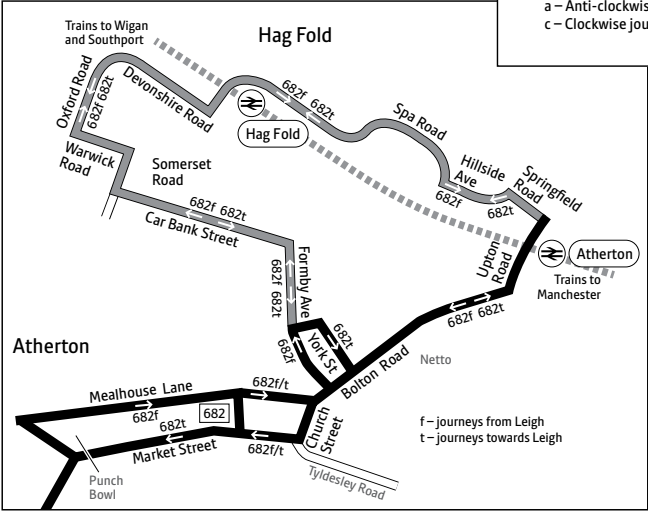 a – Anti-clockwis
c – Clockwise jou
Trains to Wigan
and Southport
Hag Fold
Oxford Road
682f 682t
Devonshire Road
682f 682t
Hag Fold
Spa Road
Warwick
Road
Somerset
Road
Hillside
Ave
Road
Springfield
682f
682t
682f 682t
Car Bank Street
Formby Ave
682f 682t
Upton
Road
Atherton
Trains to
Manchester
682f 682t
Atherton
682f
York St
682t
Bolton Road
Netto
Mealhouse Lane
682f/t
682f
682
682t
Market Street
682f/t
Church
Street
f – journeys from Leigh
t – journeys towards Leigh
Punch
Bowl
Tyldesley Road